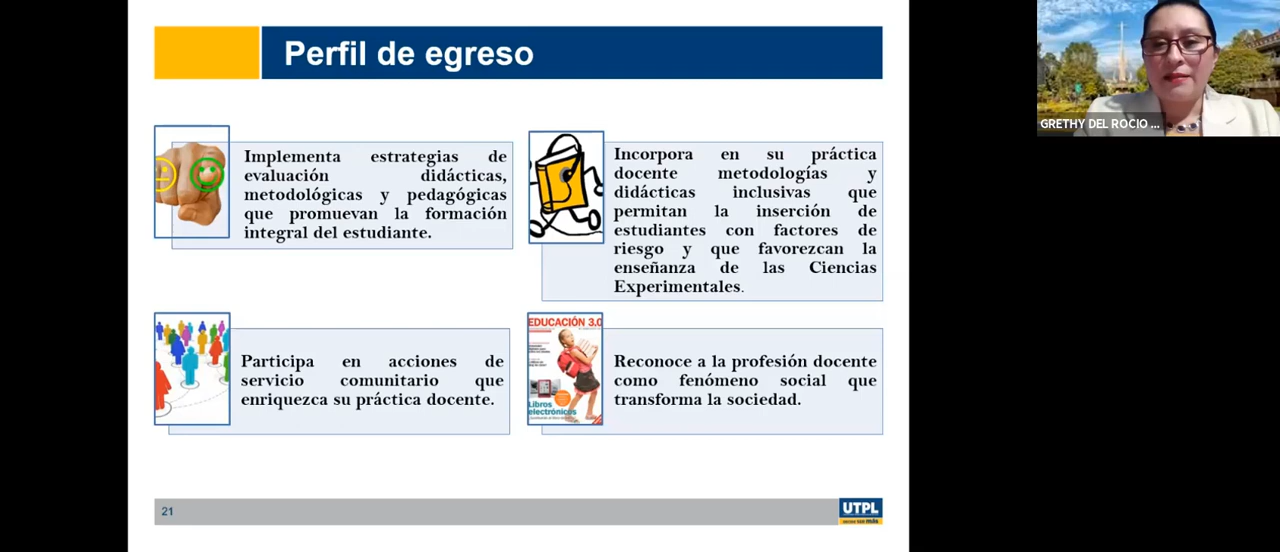 Perfil de egreso
GRETHY DEL ROCIO ...
Implementa estrategias de
evaluación didácticas,
metodológicas y pedagógicas
que promuevan la formación
integral del estudiante.
Incorpora en su práctica
docente metodologías y
didácticas inclusivas que
permitan la inserción de
estudiantes con factores de
riesgo y que favorezcan la
enseñanza de las Ciencias
Experimentales.
Participa en acciones de
servicio comunitario que
enriquezca su práctica docente.
EDUCACIÓN 3.0
Libros
electrónicos
Reconoce a la profesión docente
como fenómeno social que
transforma la sociedad.
21
UTPL